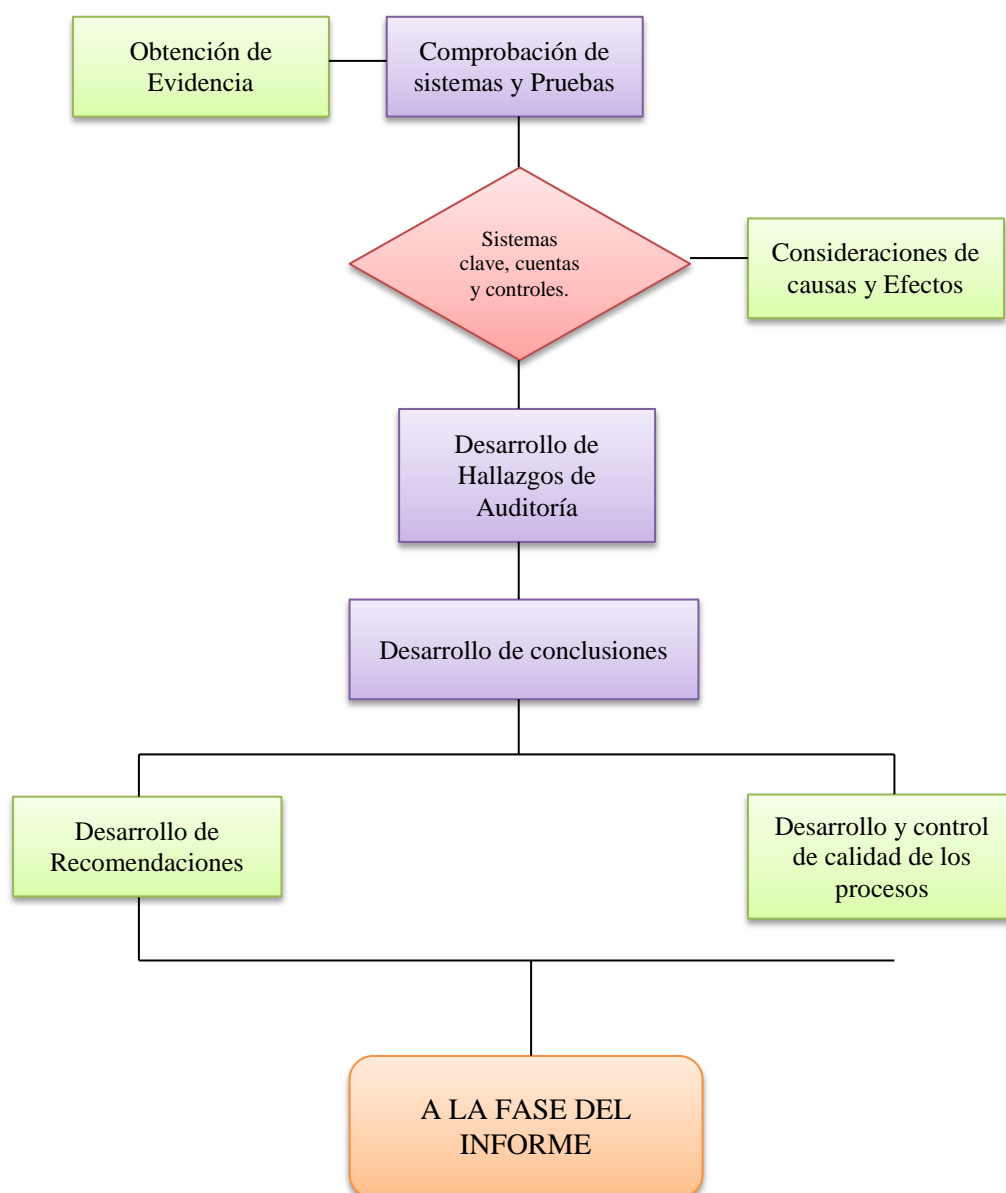 Obtención de
Evidencia
Comprobación de
sistemas y Pruebas
Sistemas
clave, cuentas
y controles.
Consideraciones de
causas y Efectos
Desarrollo de
Hallazgos de
Auditoría
Desarrollo de conclusiones
Desarrollo de
Recomendaciones
Desarrollo y control
de calidad de los
procesos
A LA FASE DEL
INFORME